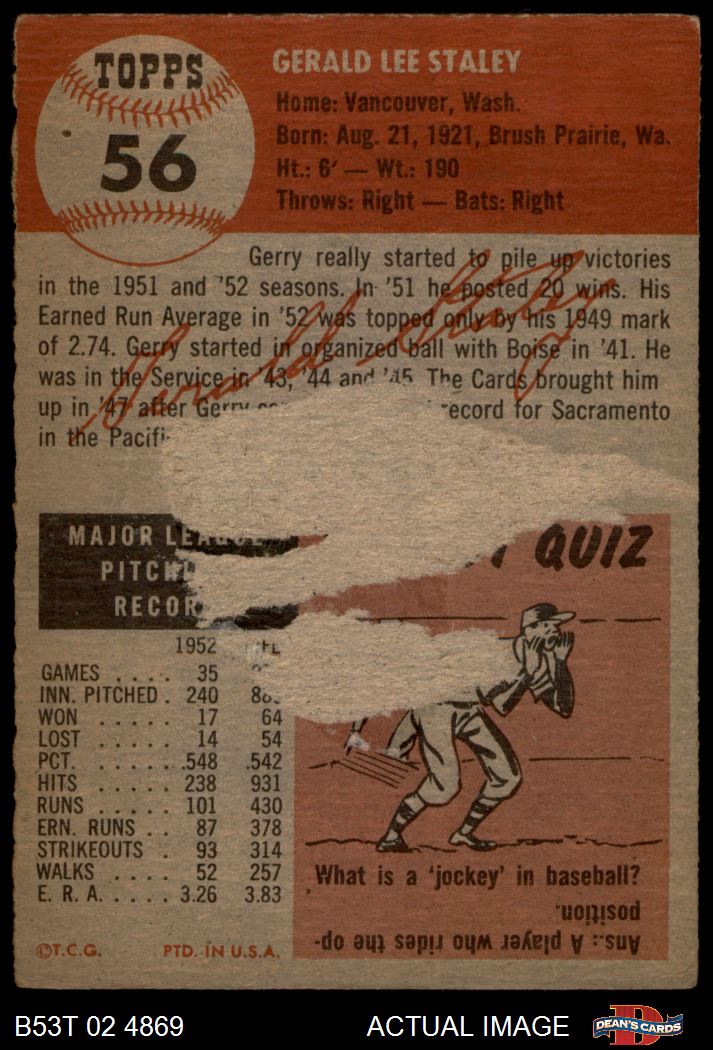 TOPPS
56
GERALD LEE STALEY
Home: Vancouver, Wash.
Born: Aug. 21, 1921, Brush Prairie, Wa.
Ht.: 6′ — Wt.: 190
Throws: Right — Bats: Right
Gerry really started to pile up victories
in the 1951 and '52 seasons. In '51 he posted 20 wins. His
Earned Run Average in '52 was topped only by his 1949 mark
of 2.74. Gerry started in organized ball with Boise in '41. He
was in the Service in '43, '44 and '45. The Cards brought him
up in '47 after Gerry record for Sacramento
in the Pacifi
Gerald Staley
MAJOR LEAGUE
PITCH
RECOR
QUIZ
1952
GAMES . . . . 35
INN. PITCHED . 240 88
WON . . . . . 17 64
LOST . . . . . 14 54
PCT. . . . . . .548 .542
HITS . . . . . 238 931
RUNS . . . . . 101 430
ERN. RUNS . . 87 378
STRIKEOUTS . 93 314
WALKS . . . . 52 257
E. R. A. . . . . 3.26 3.83
What is a 'jockey' in baseball?
Ans.: A player who rides the op-
position.
©T.C.G. PTD. IN U.S.A.
B53T 02 4869 ACTUAL IMAGE DEAN'S CARDS